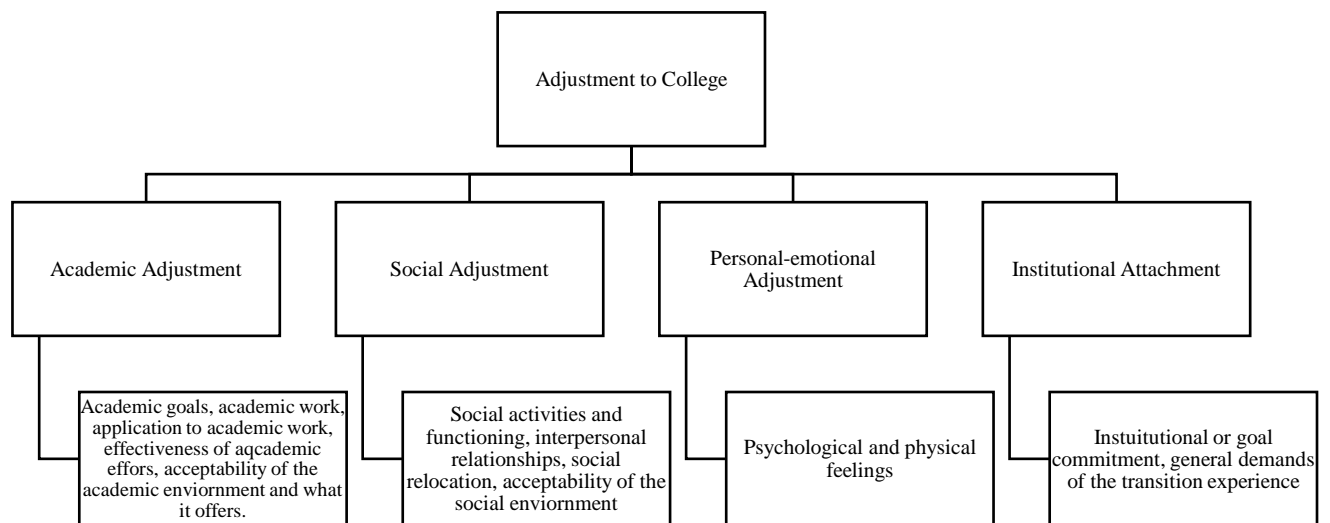 Adjustment to College
Academic Adjustment
Social Adjustment
Personal-emotional
Adjustment
Institutional Attachment
Academic goals, academic work,
application to academic work,
effectiveness of aqcademic
effors, acceptability of the
academic enviornment and what
it offers.
Social activities and
functioning, interpersonal
relationships, social
relocation, acceptability of the
social enviornment
Psychological and physical
feelings
Instuitutional or goal
commitment, general demands
of the transition experience